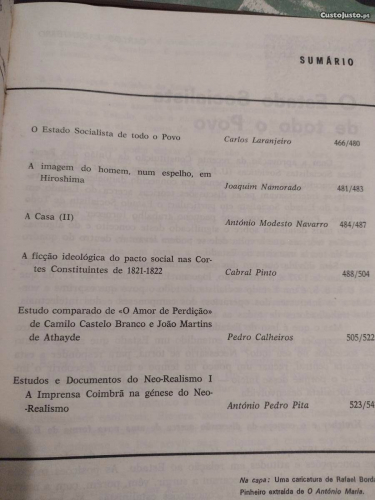 CustoJusto.pt
SUMÁRIO
O Estado Socialista de todo o Povo Carlos Laranjeiro 466/480
A imagem do homem, num espelho, em
Hiroshima Joaquim Namorado 481/483
A Casa (II) António Modesto Navarro 484/487
A ficção ideológica do pacto social nas Cor-
tes Constituintes de 1821-1822 Cabral Pinto 488/504
Estudo comparado de «O Amor de Perdição»
de Camilo Castelo Branco e João Martins
de Athayde Pedro Calheiros 505/522
Estudos e Documentos do Neo-Realismo I
A Imprensa Coimbrã na génese do Neo-
-Realismo António Pedro Pita 523/54
Na capa: Uma caricatura de Rafael Borda
Pinheiro extraída de O António Maria.